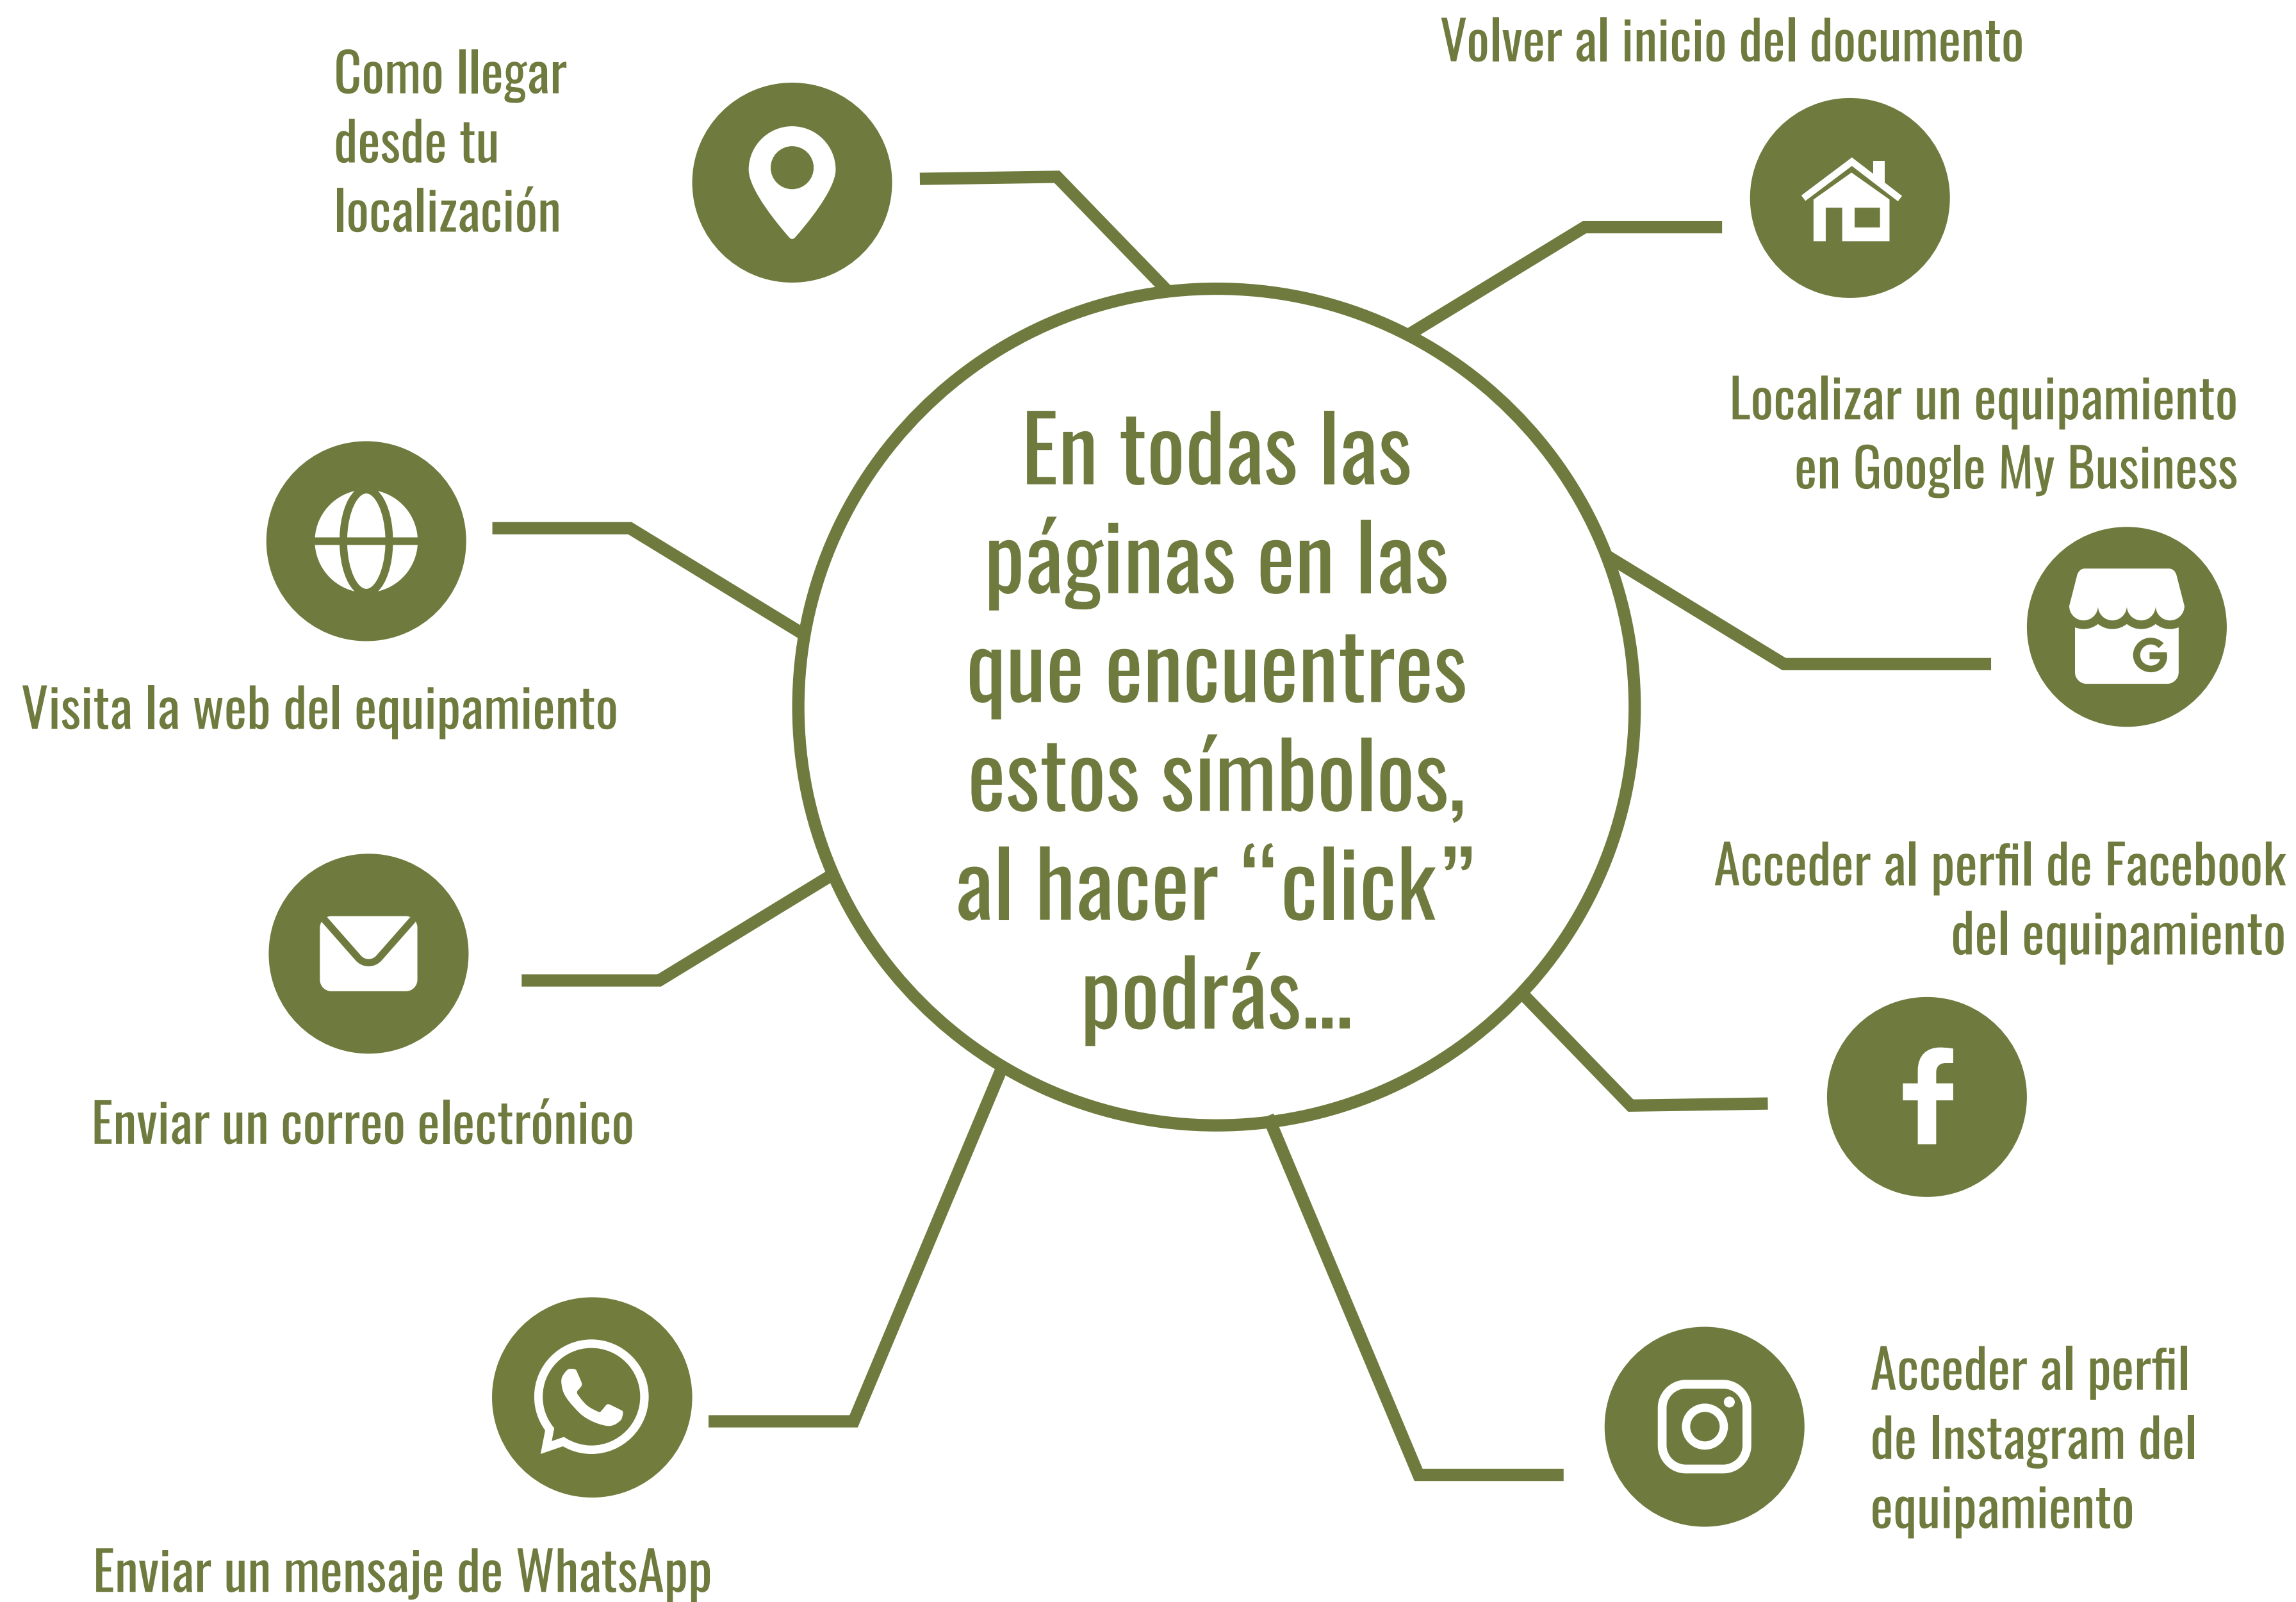 Volver al inicio del documento
Como llegar
desde tu
localización
Localizar un equipamiento
en Google My Business
En todas las
páginas en las
que encuentres
estos símbolos,
al hacer “click”
podrás...
Visita la web del equipamiento
Acceder al perfil de Facebook
del equipamiento
Enviar un correo electrónico
Acceder al perfil
de Instagram del
equipamiento
Enviar un mensaje de WhatsApp